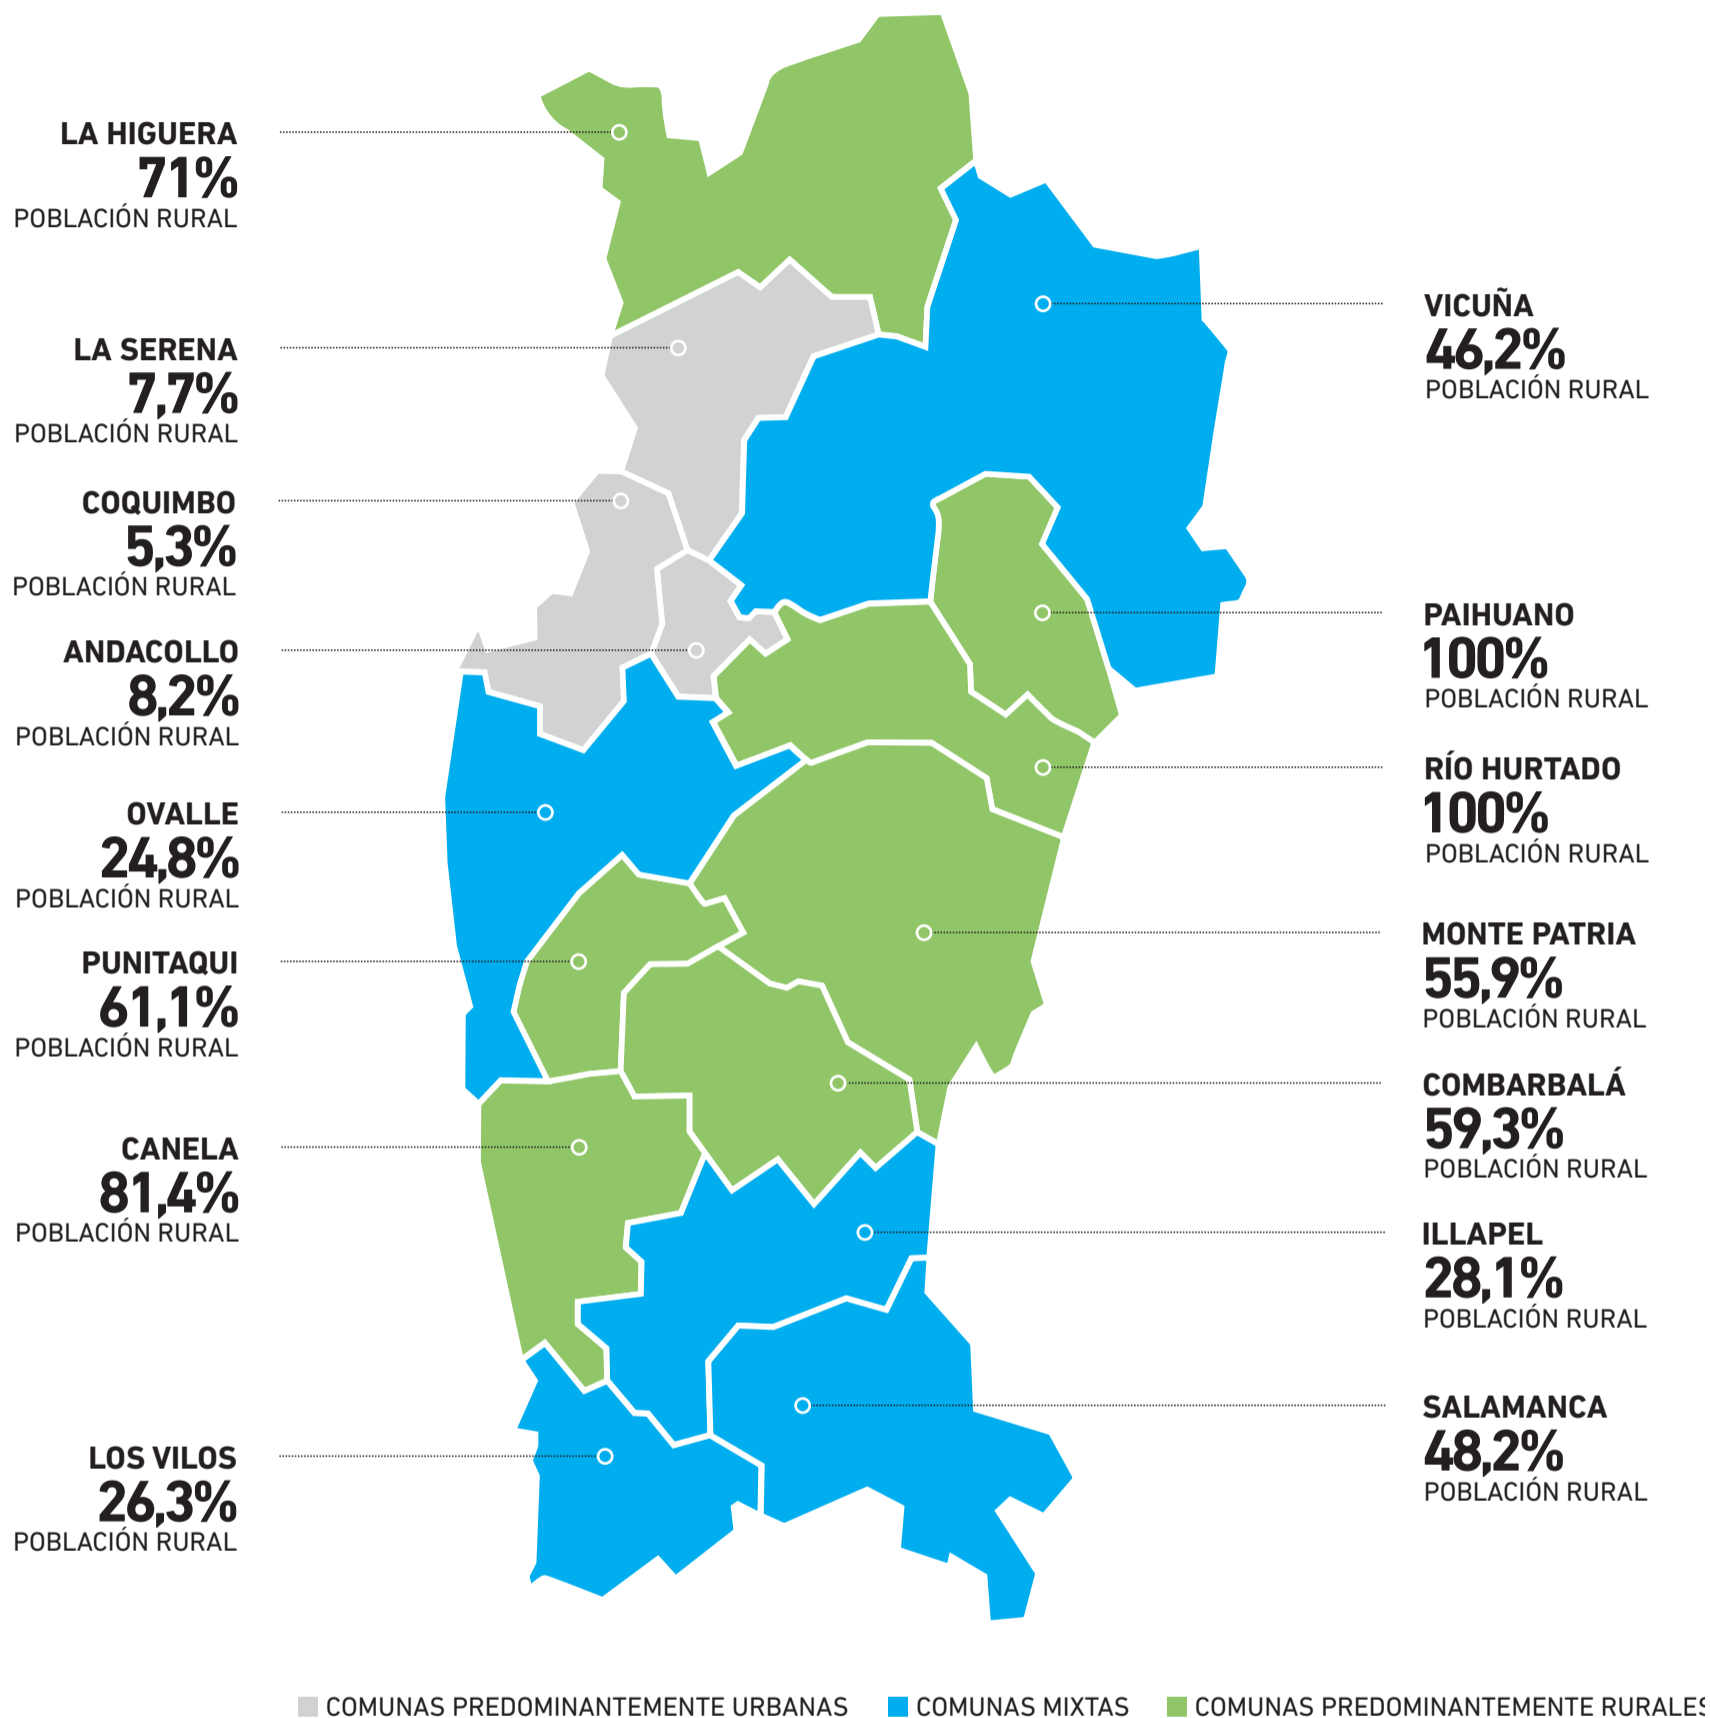 LA HIGUERA
71%
POBLACIÓN RURAL
LA SERENA
7,7%
POBLACIÓN RURAL
COQUIMBO
5,3%
POBLACIÓN RURAL
ANDACOLLO
8,2%
POBLACIÓN RURAL
OVALLE
24,8%
POBLACIÓN RURAL
PUNITAQUI
61,1%
POBLACIÓN RURAL
CANELA
81,4%
POBLACIÓN RURAL
LOS VILOS
26,3%
POBLACIÓN RURAL
VICUÑA
46,2%
POBLACIÓN RURAL
PAIHUANO
100%
POBLACIÓN RURAL
RÍO HURTADO
100%
POBLACIÓN RURAL
MONTE PATRIA
55,9%
POBLACIÓN RURAL
COMBARBALÁ
59,3%
POBLACIÓN RURAL
ILLAPEL
28,1%
POBLACIÓN RURAL
SALAMANCA
48,2%
POBLACIÓN RURAL
COMUNAS PREDOMINANTEMENTE URBANAS COMUNAS MIXTAS COMUNAS PREDOMINANTEMENTE RURALES